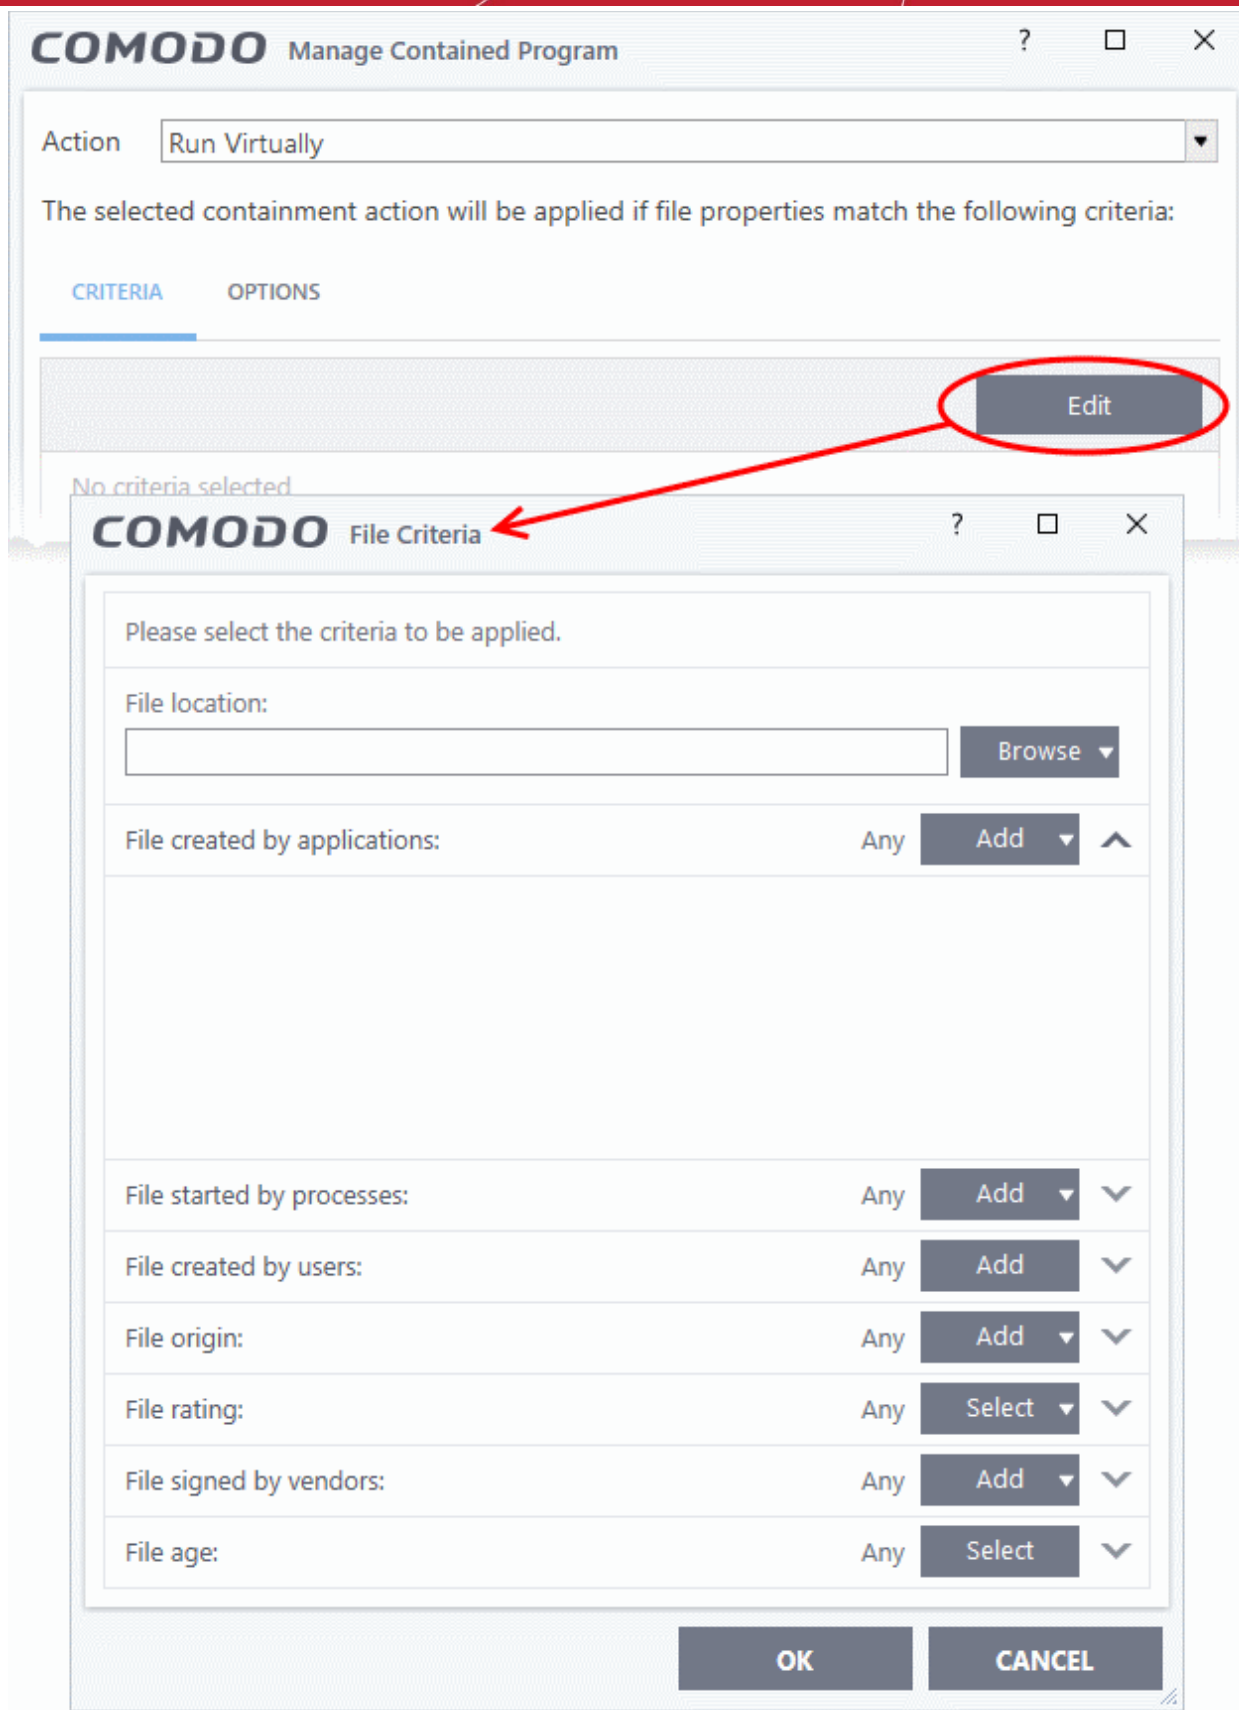 COMODO Manage Contained Program ?
Action Run Virtually
The selected containment action will be applied if file properties match the following criteria:
CRITERIA OPTIONS
Edit
No criteria selected
COMODO File Criteria ?
Please select the criteria to be applied.
File location:
Browse
File created by applications: Any Add
File started by processes: Any Add
File created by users: Any Add
File origin: Any Add
File rating: Any Select
File signed by vendors: Any Add
File age: Any Select
OK CANCEL